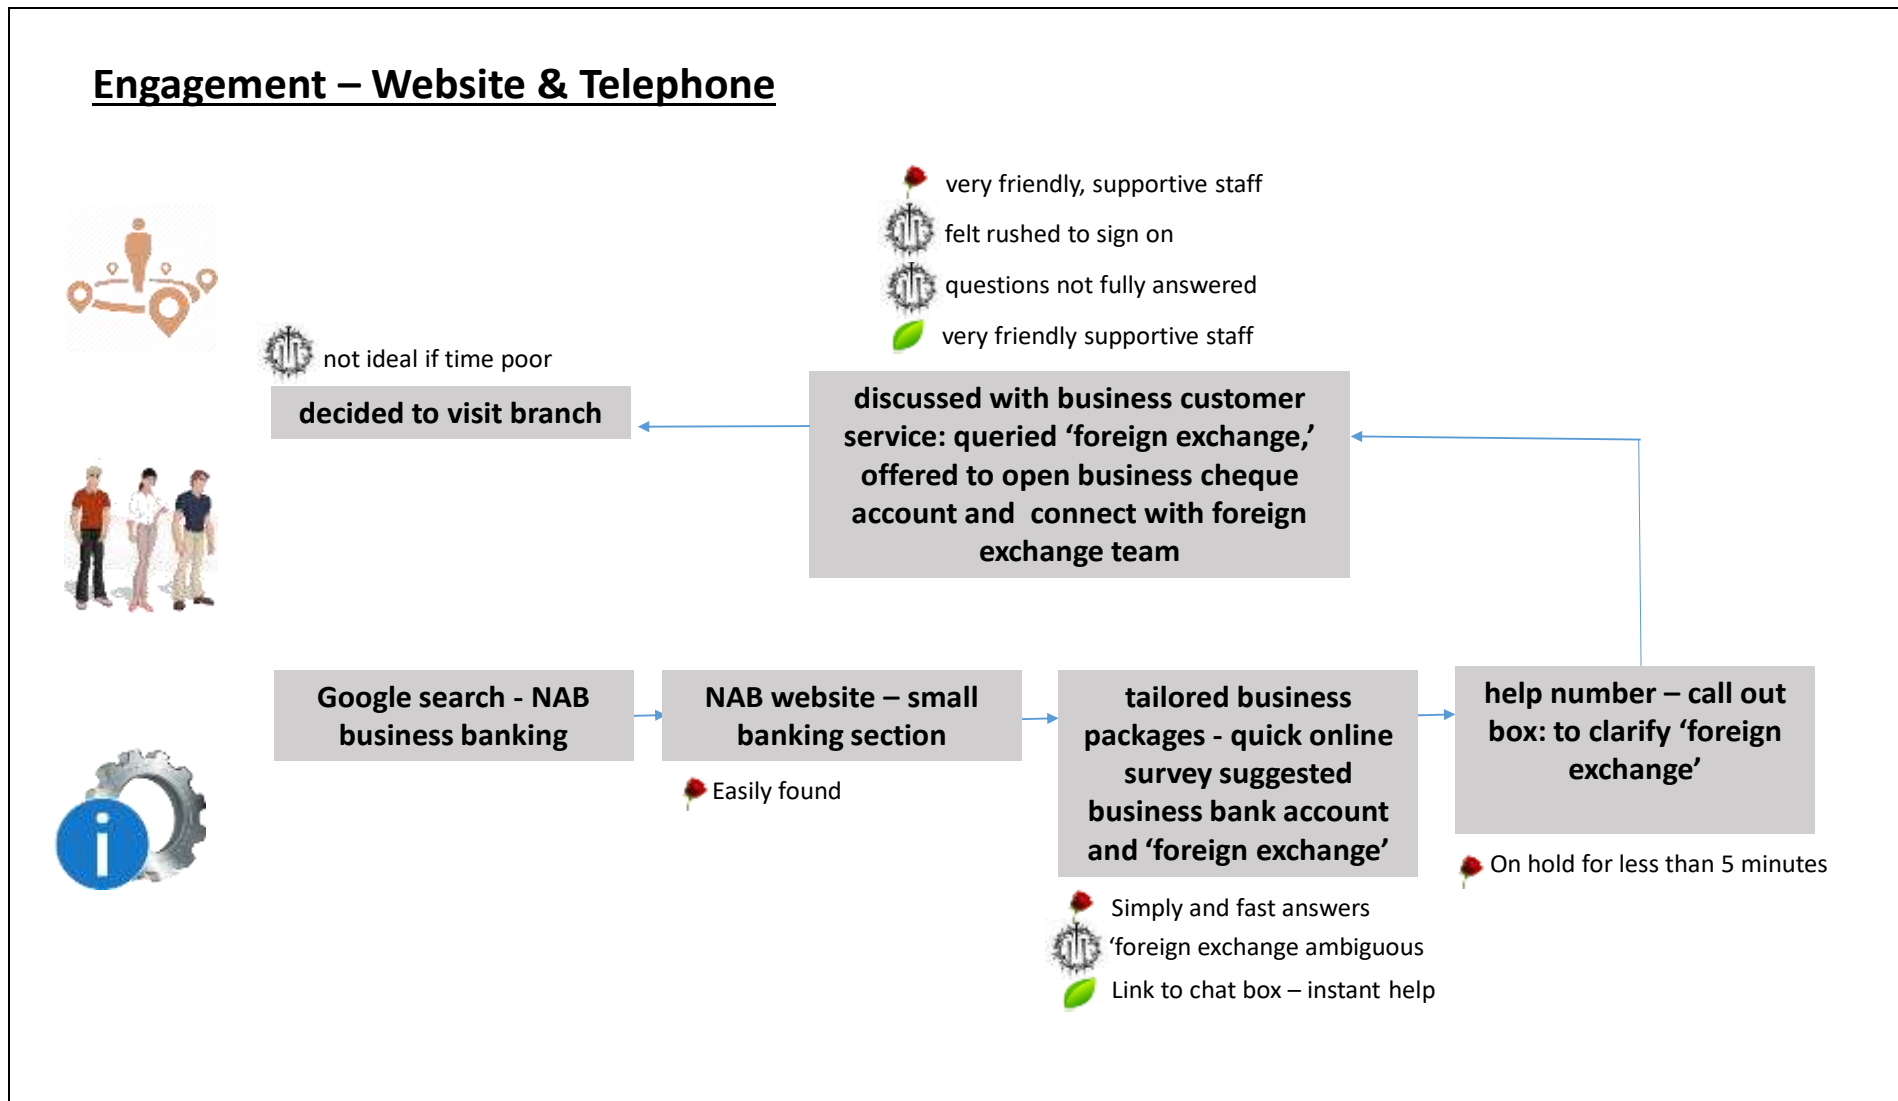 Engagement – Website & Telephone
very friendly, supportive staff
felt rushed to sign on
questions not fully answered
very friendly supportive staff
not ideal if time poor
decided to visit branch
discussed with business customer
service: queried ‘foreign exchange,’
offered to open business cheque
account and  connect with foreign
exchange team
Google search - NAB
business banking
NAB website – small
banking section
Easily found
tailored business
packages - quick online
survey suggested
business bank account
and ‘foreign exchange’
help number – call out
box: to clarify ‘foreign
exchange’
On hold for less than 5 minutes
Simply and fast answers
‘foreign exchange ambiguous
Link to chat box – instant help
i